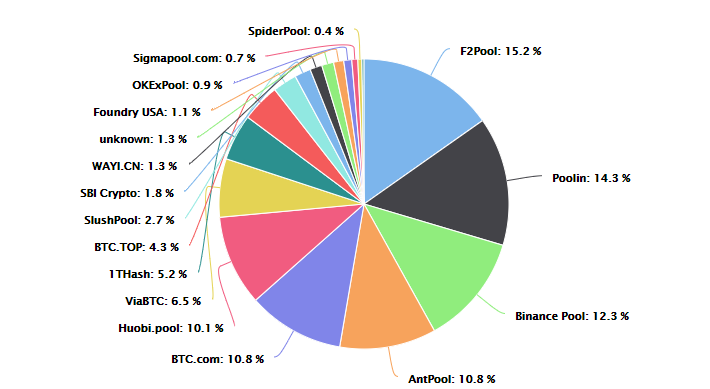 SpiderPool: 0.4 %
F2Pool: 15.2 %
Sigmapool.com: 0.7 %
OKExPool: 0.9 %
Foundry USA: 1.1 %
unknown: 1.3 %
WAYI.CN: 1.3 %
Poolin: 14.3 %
SBI Crypto: 1.8 %
SlushPool: 2.7 %
BTC.TOP: 4.3 %
1THash: 5.2 %
ViaBTC: 6.5 %
Binance Pool: 12.3 %
Huobi.pool: 10.1 %
BTC.com: 10.8 %
AntPool: 10.8 %